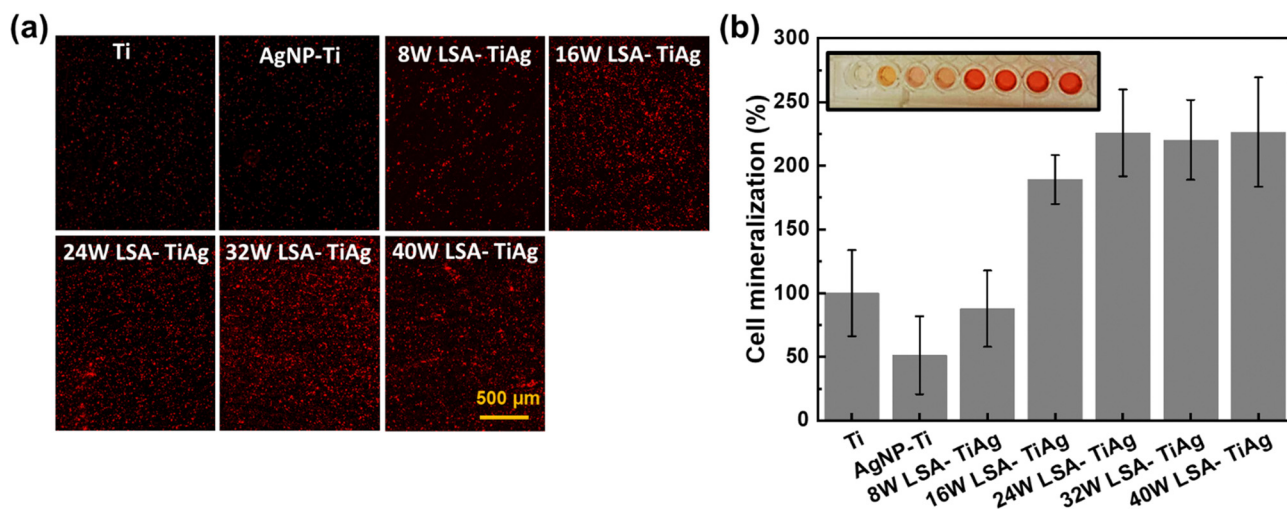 (a)
Ti
AgNP-Ti
8W LSA- TiAg
16W LSA- TiAg
24W LSA- TiAg
32W LSA- TiAg
40W LSA- TiAg
500 µm
(b)
Cell mineralization (%)
300
250
200
150
100
50
0
Ti
AgNP-Ti
8W LSA- TiAg
16W LSA- TiAg
24W LSA- TiAg
32W LSA- TiAg
40W LSA- TiAg